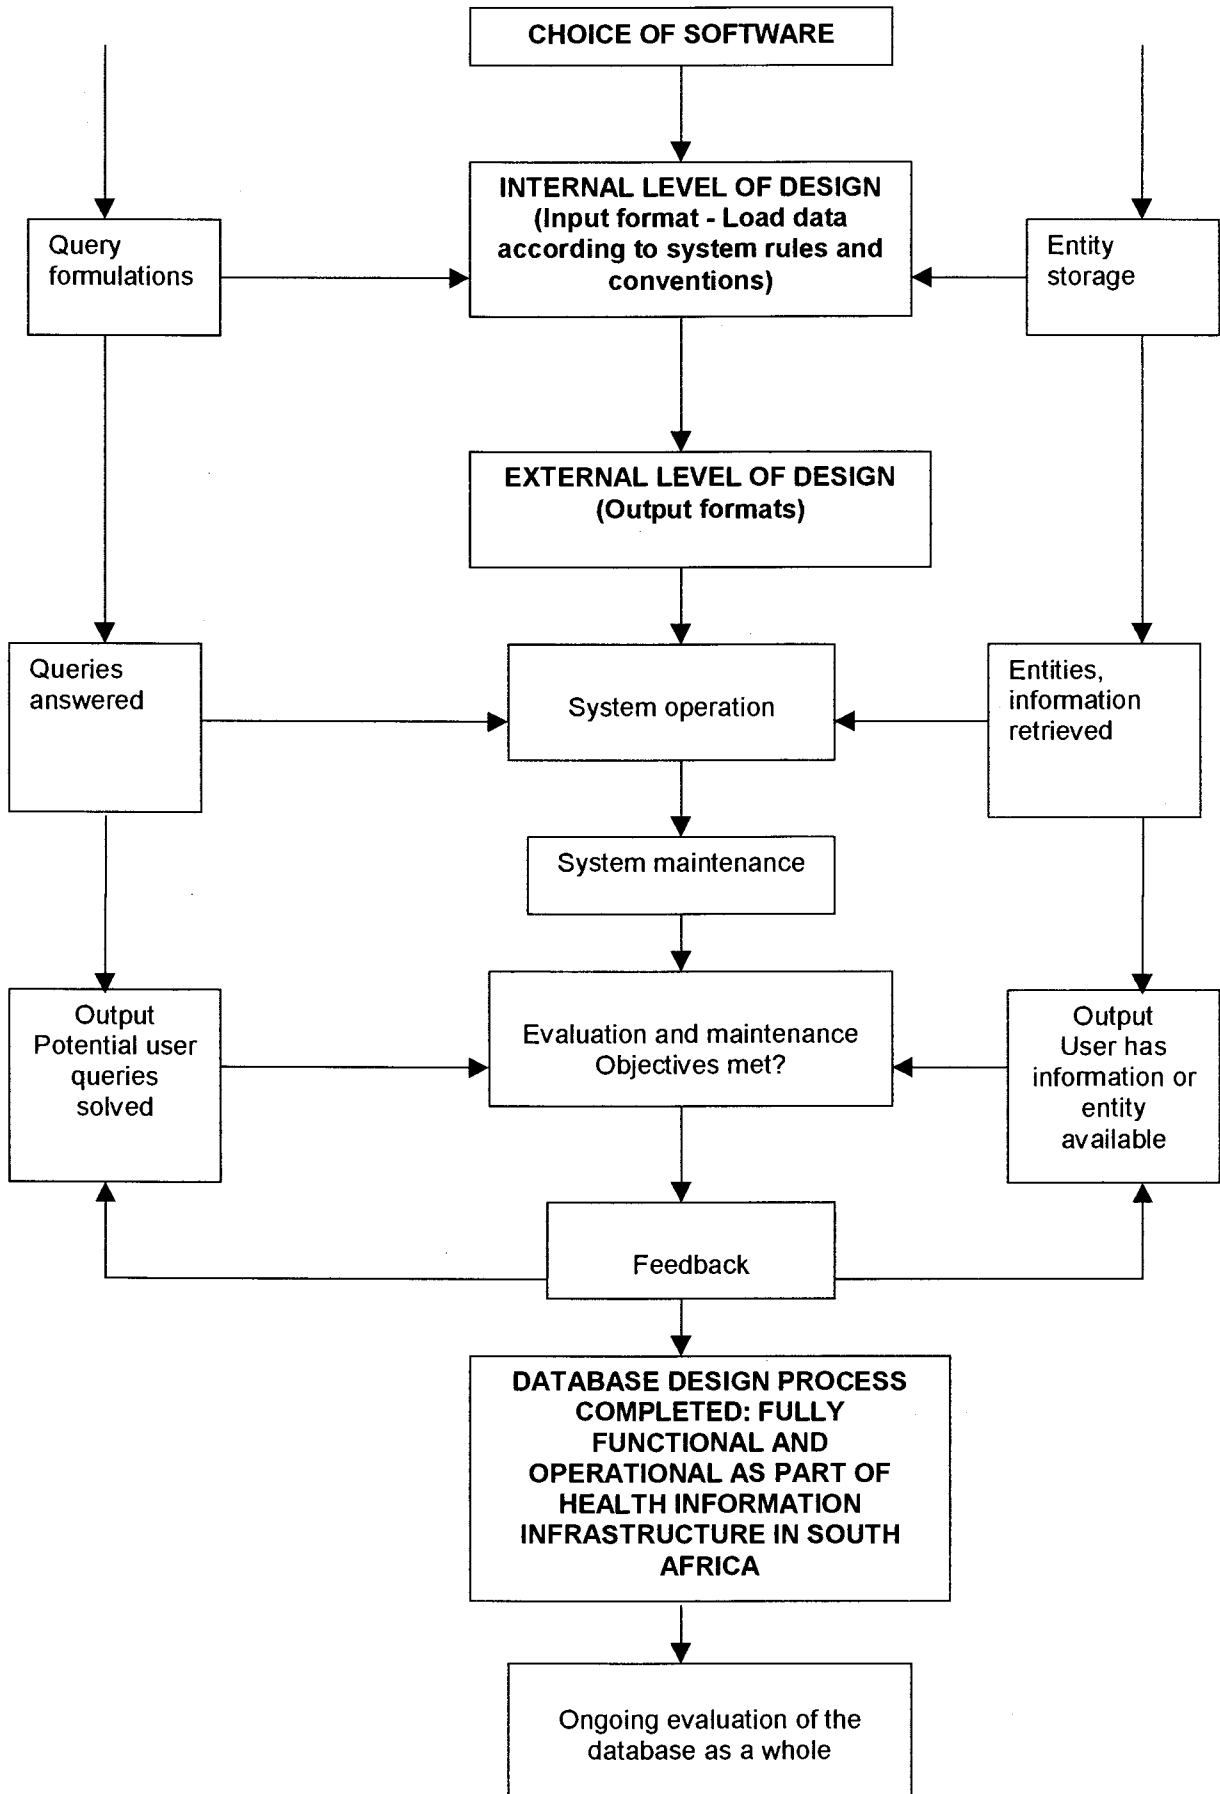 CHOICE OF SOFTWARE
INTERNAL LEVEL OF DESIGN
(Input format - Load data
according to system rules and
conventions)
Query
formulations
Entity
storage
EXTERNAL LEVEL OF DESIGN
(Output formats)
Queries
answered
System operation
Entities,
information
retrieved
System maintenance
Output
Potential user
queries
solved
Evaluation and maintenance
Objectives met?
Output
User has
information or
entity
available
Feedback
DATABASE DESIGN PROCESS
COMPLETED: FULLY
FUNCTIONAL AND
OPERATIONAL AS PART OF
HEALTH INFORMATION
INFRASTRUCTURE IN SOUTH
AFRICA
Ongoing evaluation of the
database as a whole